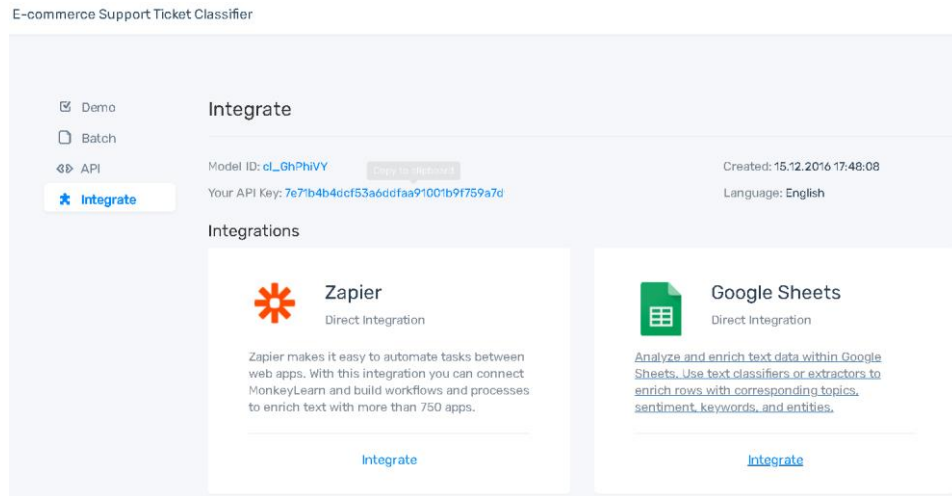 E-commerce Support Ticket Classifier
Demo
Batch
API
Integrate
Integrate
Model ID: cl_GhPhiVY
Copy to clipboard
Created: 15.12.2016 17:48:08
Your API Key: 7e71b4b4dcf53a6ddfaa91001b9f759a7d
Language: English
Integrations
Zapier
Direct Integration
Zapier makes it easy to automate tasks between
web apps. With this integration you can connect
MonkeyLearn and build workflows and processes
to enrich text with more than 750 apps.
Integrate
Google Sheets
Direct Integration
Analyze and enrich text data within Google
Sheets. Use text classifiers or extractors to
enrich rows with corresponding topics,
sentiment, keywords, and entities.
Integrate